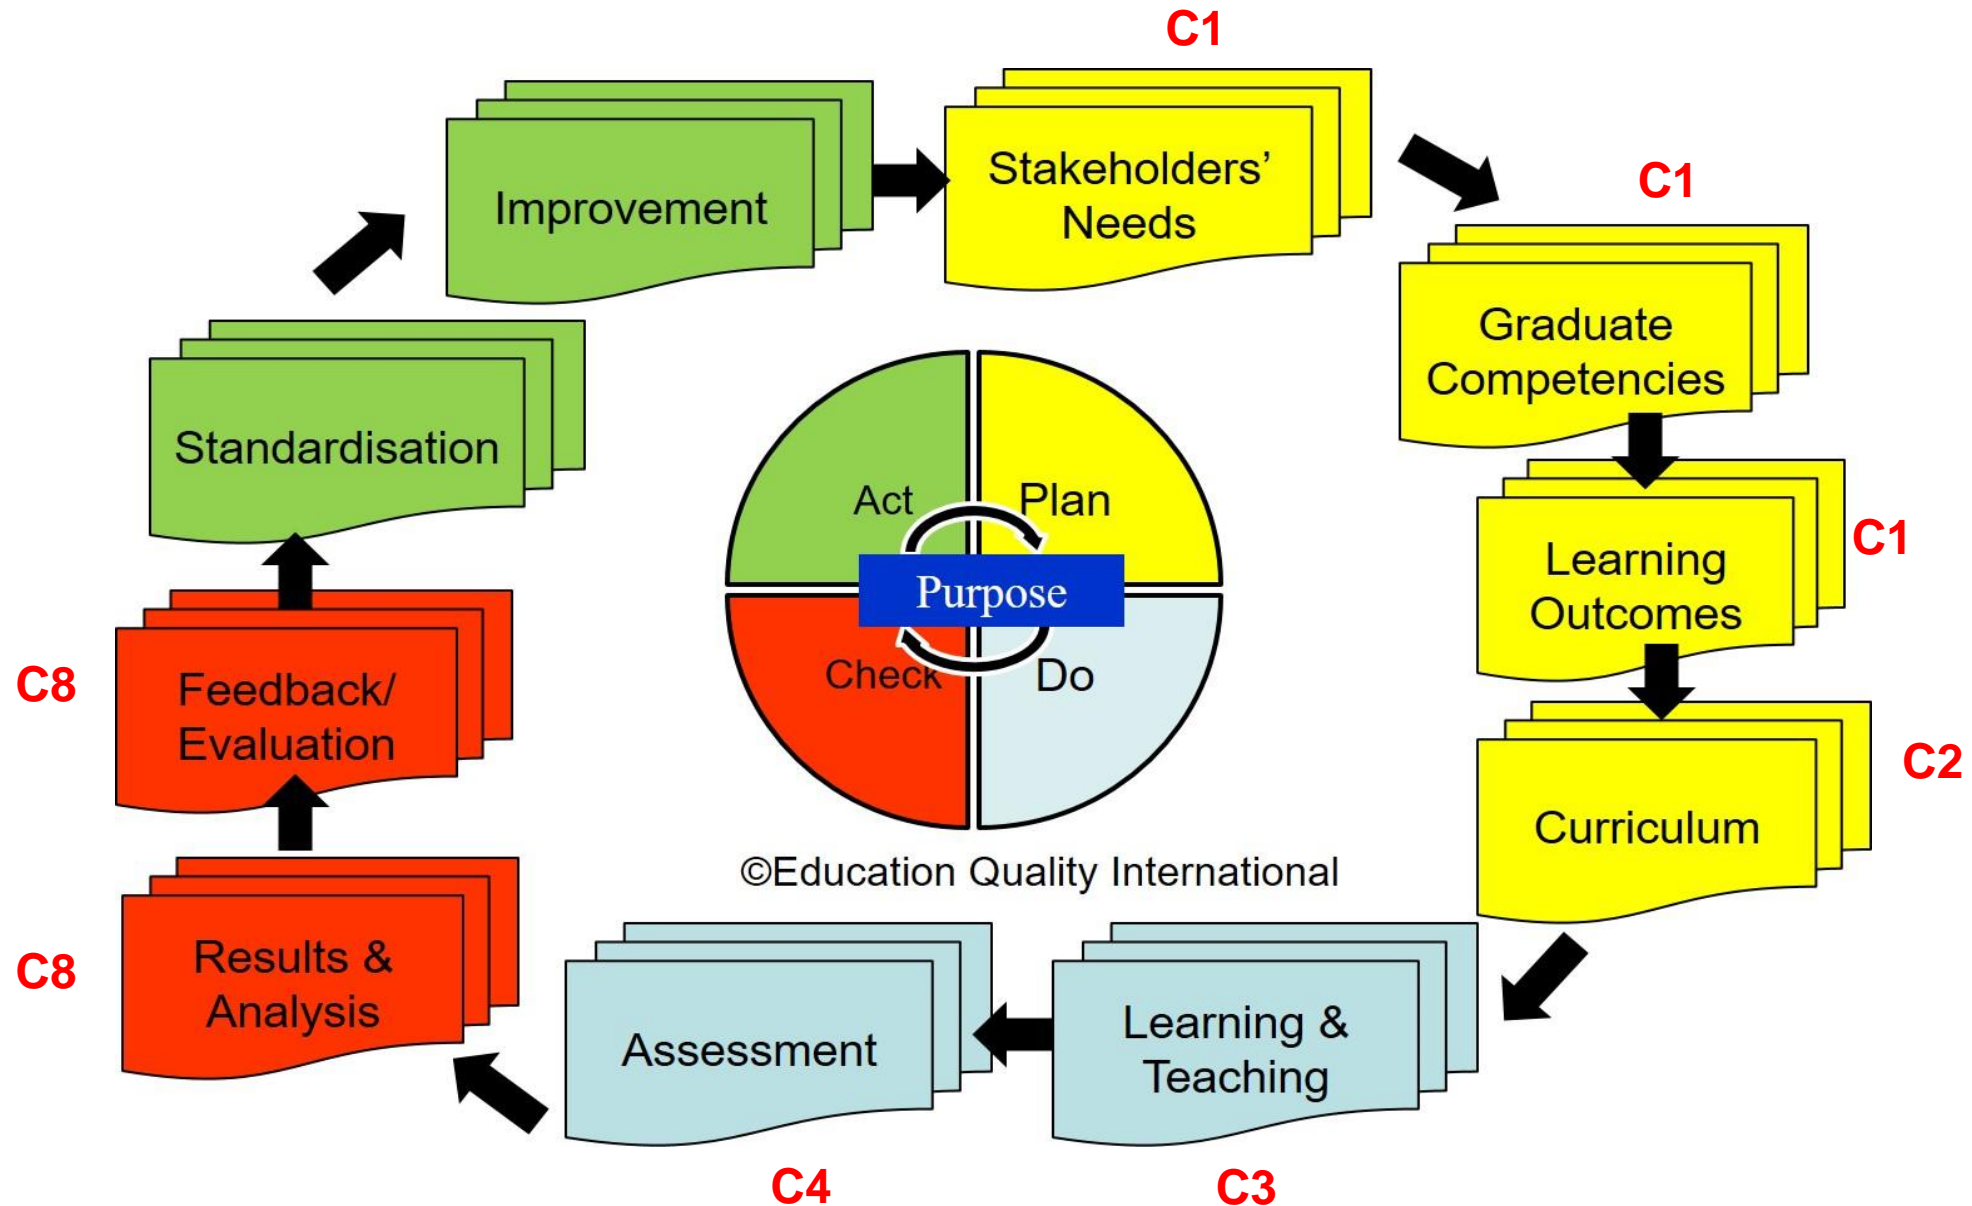 C1
Stakeholders’
Needs
C1
Graduate
Competencies
C1
Learning
Outcomes
C2
Curriculum
Learning &
Teaching
C3
Assessment
C4
C8
Results &
Analysis
C8
Feedback/
Evaluation
Standardisation
Improvement
Act
Plan
Purpose
Check
Do
©Education Quality International